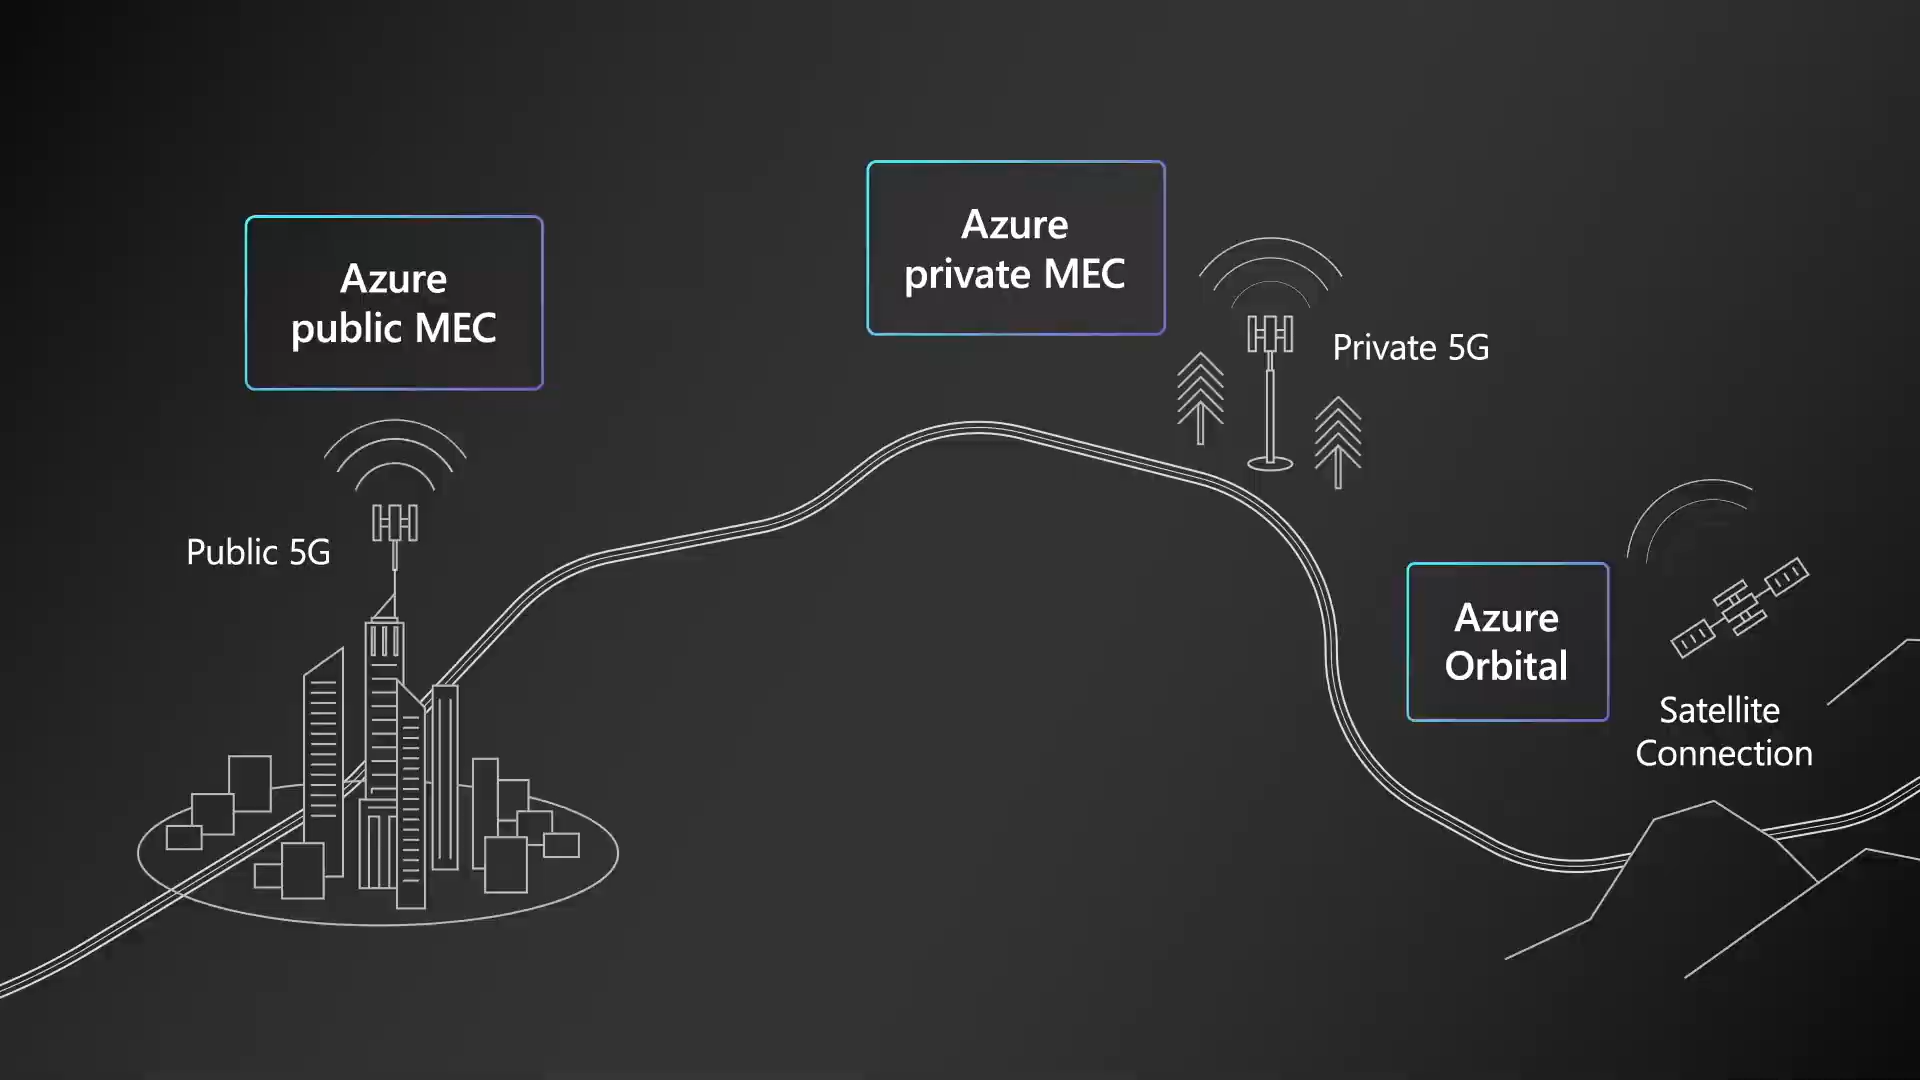 Azure
public MEC
Public 5G
Azure
private MEC
Private 5G
Azure
Orbital
Satellite
Connection